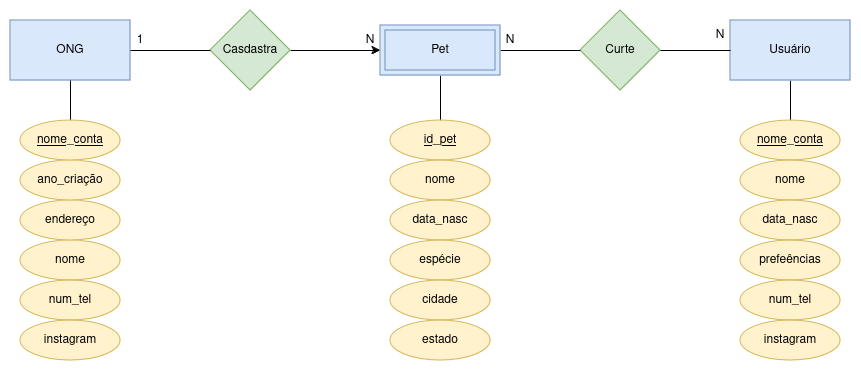 ONG
1
Casdastra
N
Pet
N
Curte
N
Usuário
nome_conta
ano_criação
endereço
nome
num_tel
instagram
id_pet
nome
data_nasc
espécie
cidade
estado
nome_conta
nome
data_nasc
prefeências
num_tel
instagram